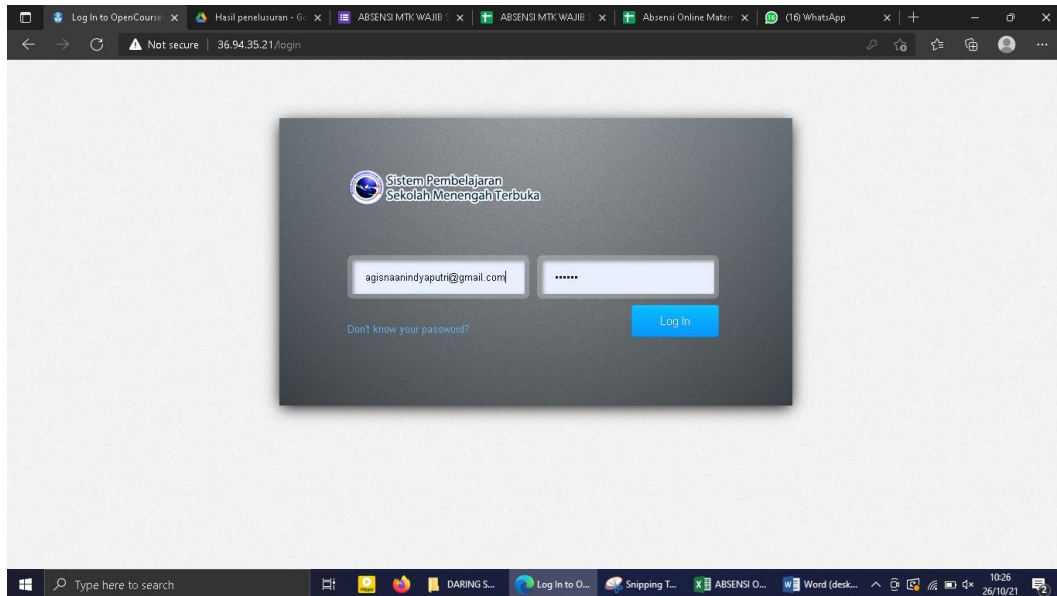 Log In to OpenCourse
Hasil penelusuran - Go
ABSENSI MTK WAJIB S
ABSENSI MTK WAJIB S
Absensi Online Materi
(16) WhatsApp
Not secure | 36.94.35.21/login
Sistem Pembelajaran
Sekolah Menengah Terbuka
agisnaanindyaputri@gmail.com
••••••
Don't know your password?
Log In
Type here to search
DARING S...
Log In to O...
Snipping T...
ABSENSI O...
Word (desk...
10:26
26/10/21